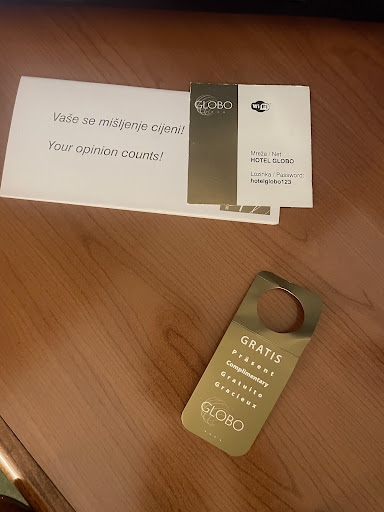 Vaše se mišljenje cijeni!
Your opinion counts!
GLOBO
WiFi
Mreža / Net:
HOTEL GLOBO
Lozinka / Password:
hotelglobo123
GRATIS
Präsent
Complimentary
Gratuito
Gracieux
GLOBO